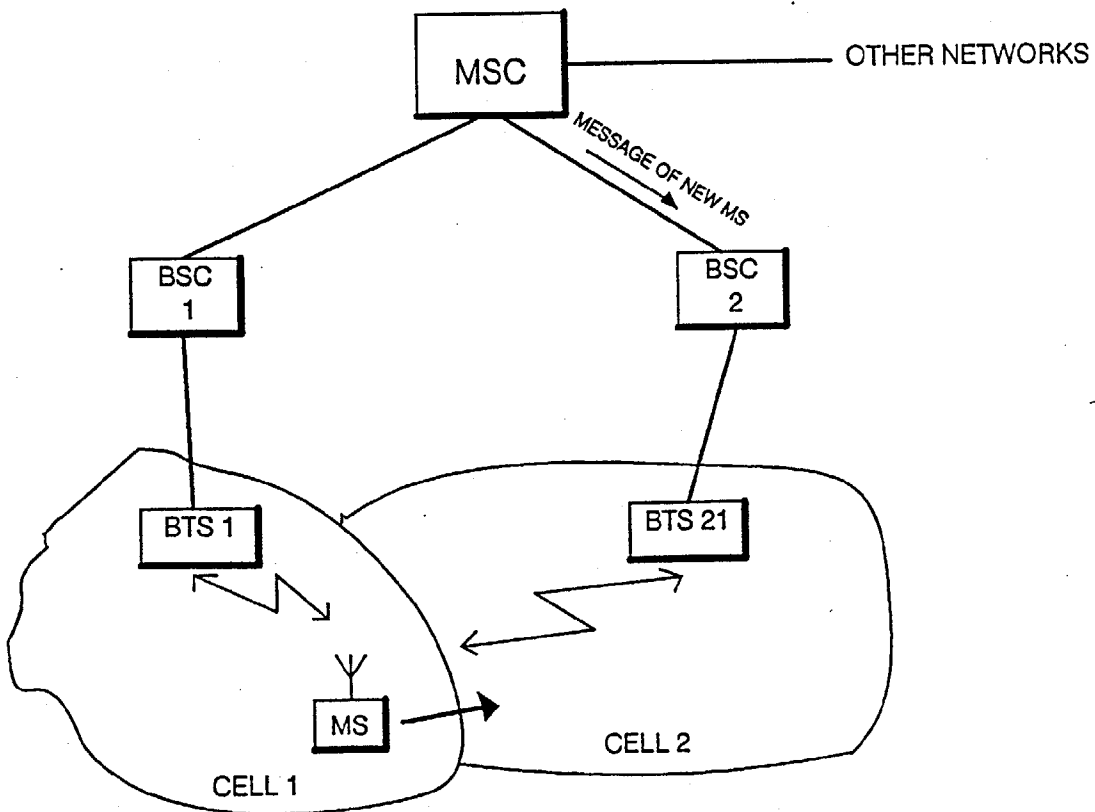 MSC
OTHER NETWORKS
MESSAGE OF NEW MS
BSC
1
BSC
2
BTS 1
BTS 21
MS
CELL 2
CELL 1